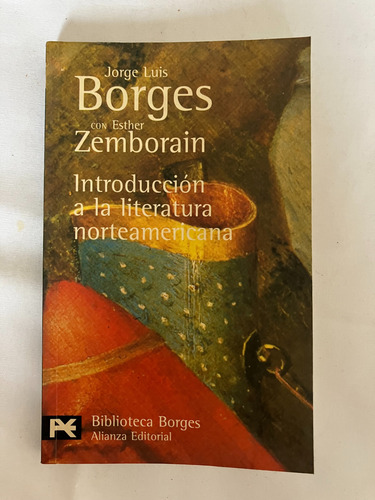 Jorge Luis
Borges
CON Esther
Zemborain
Introducción
a la literatura
norteamericana
Biblioteca Borges
Alianza Editorial